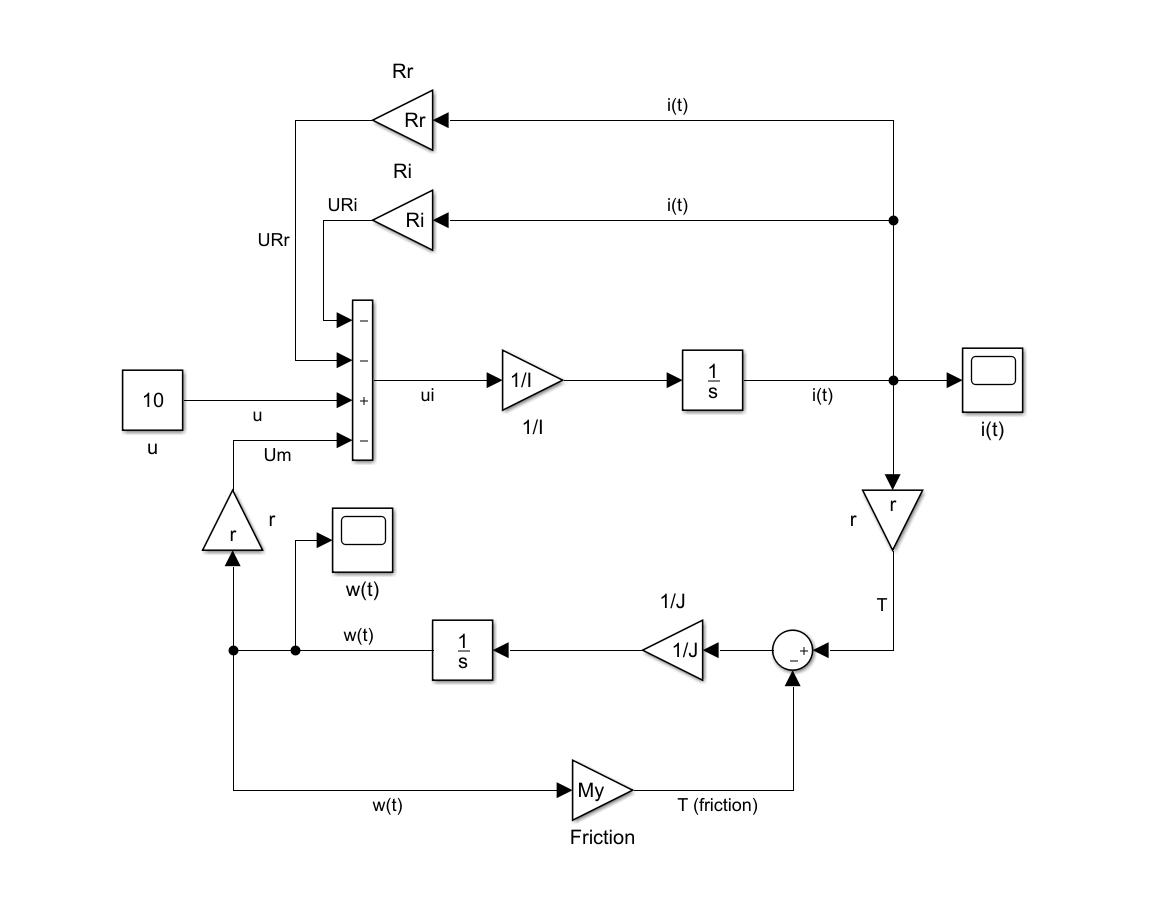 Rr
Rr
i(t)
Ri
Ri
i(t)
URi
URr
−
−
+
−
10
u
u
Um
ui
1/I
1/I
1
s
i(t)
i(t)
r
r
w(t)
r
r
T
1/J
1/J
+
−
1
s
w(t)
My
w(t)
T (friction)
Friction